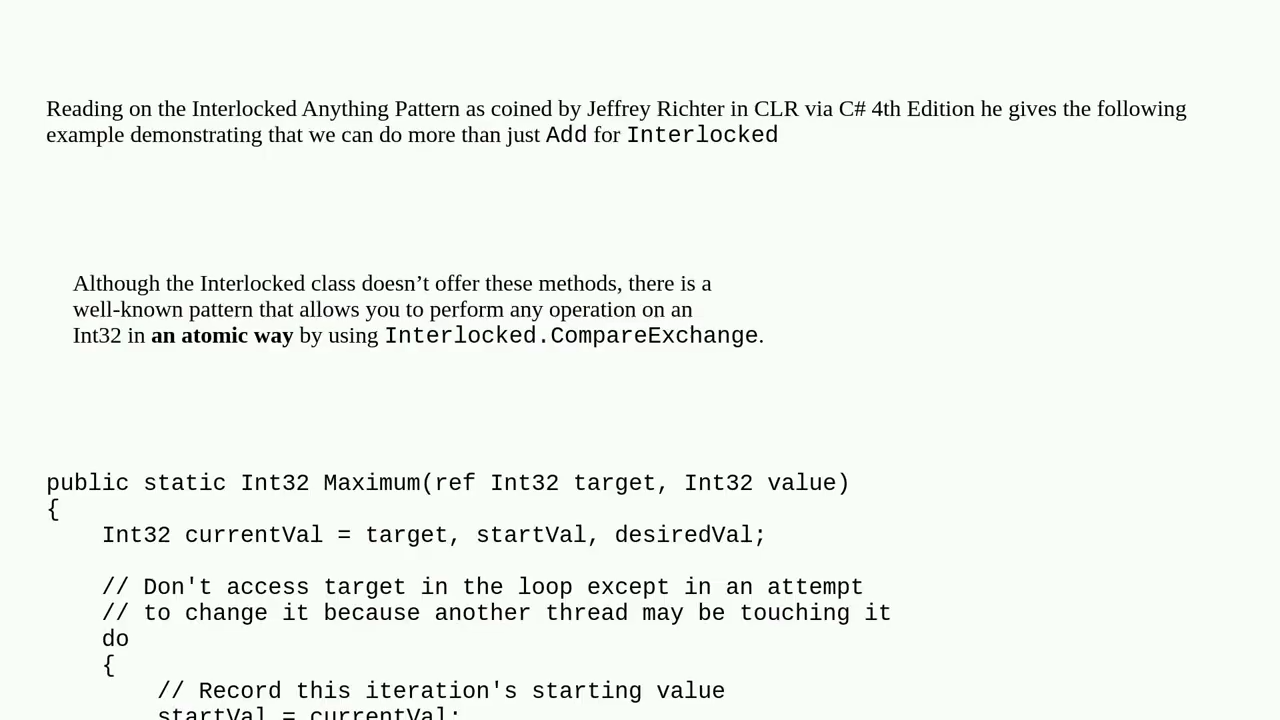 Reading on the Interlocked Anything Pattern as coined by Jeffrey Richter in CLR via C# 4th Edition he gives the following
example demonstrating that we can do more than just Add for Interlocked
Although the Interlocked class doesn’t offer these methods, there is a
well-known pattern that allows you to perform any operation on an
Int32 in an atomic way by using Interlocked.CompareExchange.
public static Int32 Maximum(ref Int32 target, Int32 value)
{
    Int32 currentVal = target, startVal, desiredVal;
    // Don't access target in the loop except in an attempt
    // to change it because another thread may be touching it
    do
    {
        // Record this iteration's starting value
        startVal = currentVal;